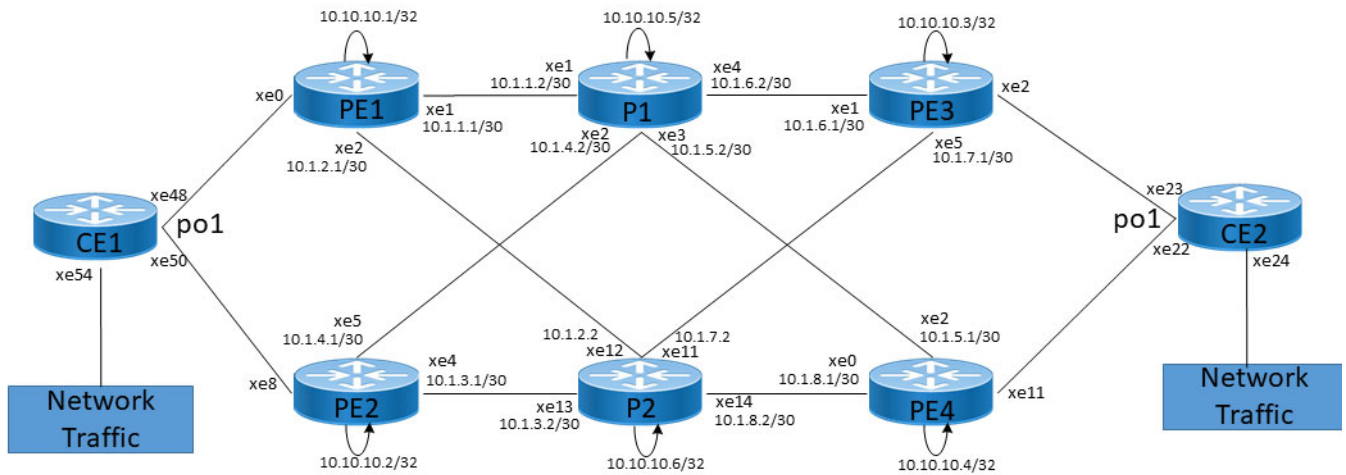 10.10.10.1/32
10.10.10.5/32
10.10.10.3/32
xe0
PE1
xe1
10.1.1.1/30
xe2
10.1.2.1/30
xe1
10.1.1.2/30
P1
xe4
10.1.6.2/30
xe2
10.1.4.2/30
xe3
10.1.5.2/30
xe1
10.1.6.1/30
PE3
xe2
xe5
10.1.7.1/30
xe48
po1
CE1
xe50
xe54
xe23
po1
CE2
xe22
xe24
Network
Traffic
xe5
10.1.4.1/30
xe8
PE2
xe4
10.1.3.1/30
10.10.10.2/32
10.1.2.2
xe12
10.1.7.2
xe11
xe13
10.1.3.2/30
P2
xe14
10.1.8.2/30
10.10.10.6/32
xe2
10.1.5.1/30
xe0
10.1.8.1/30
PE4
xe11
10.10.10.4/32
Network
Traffic